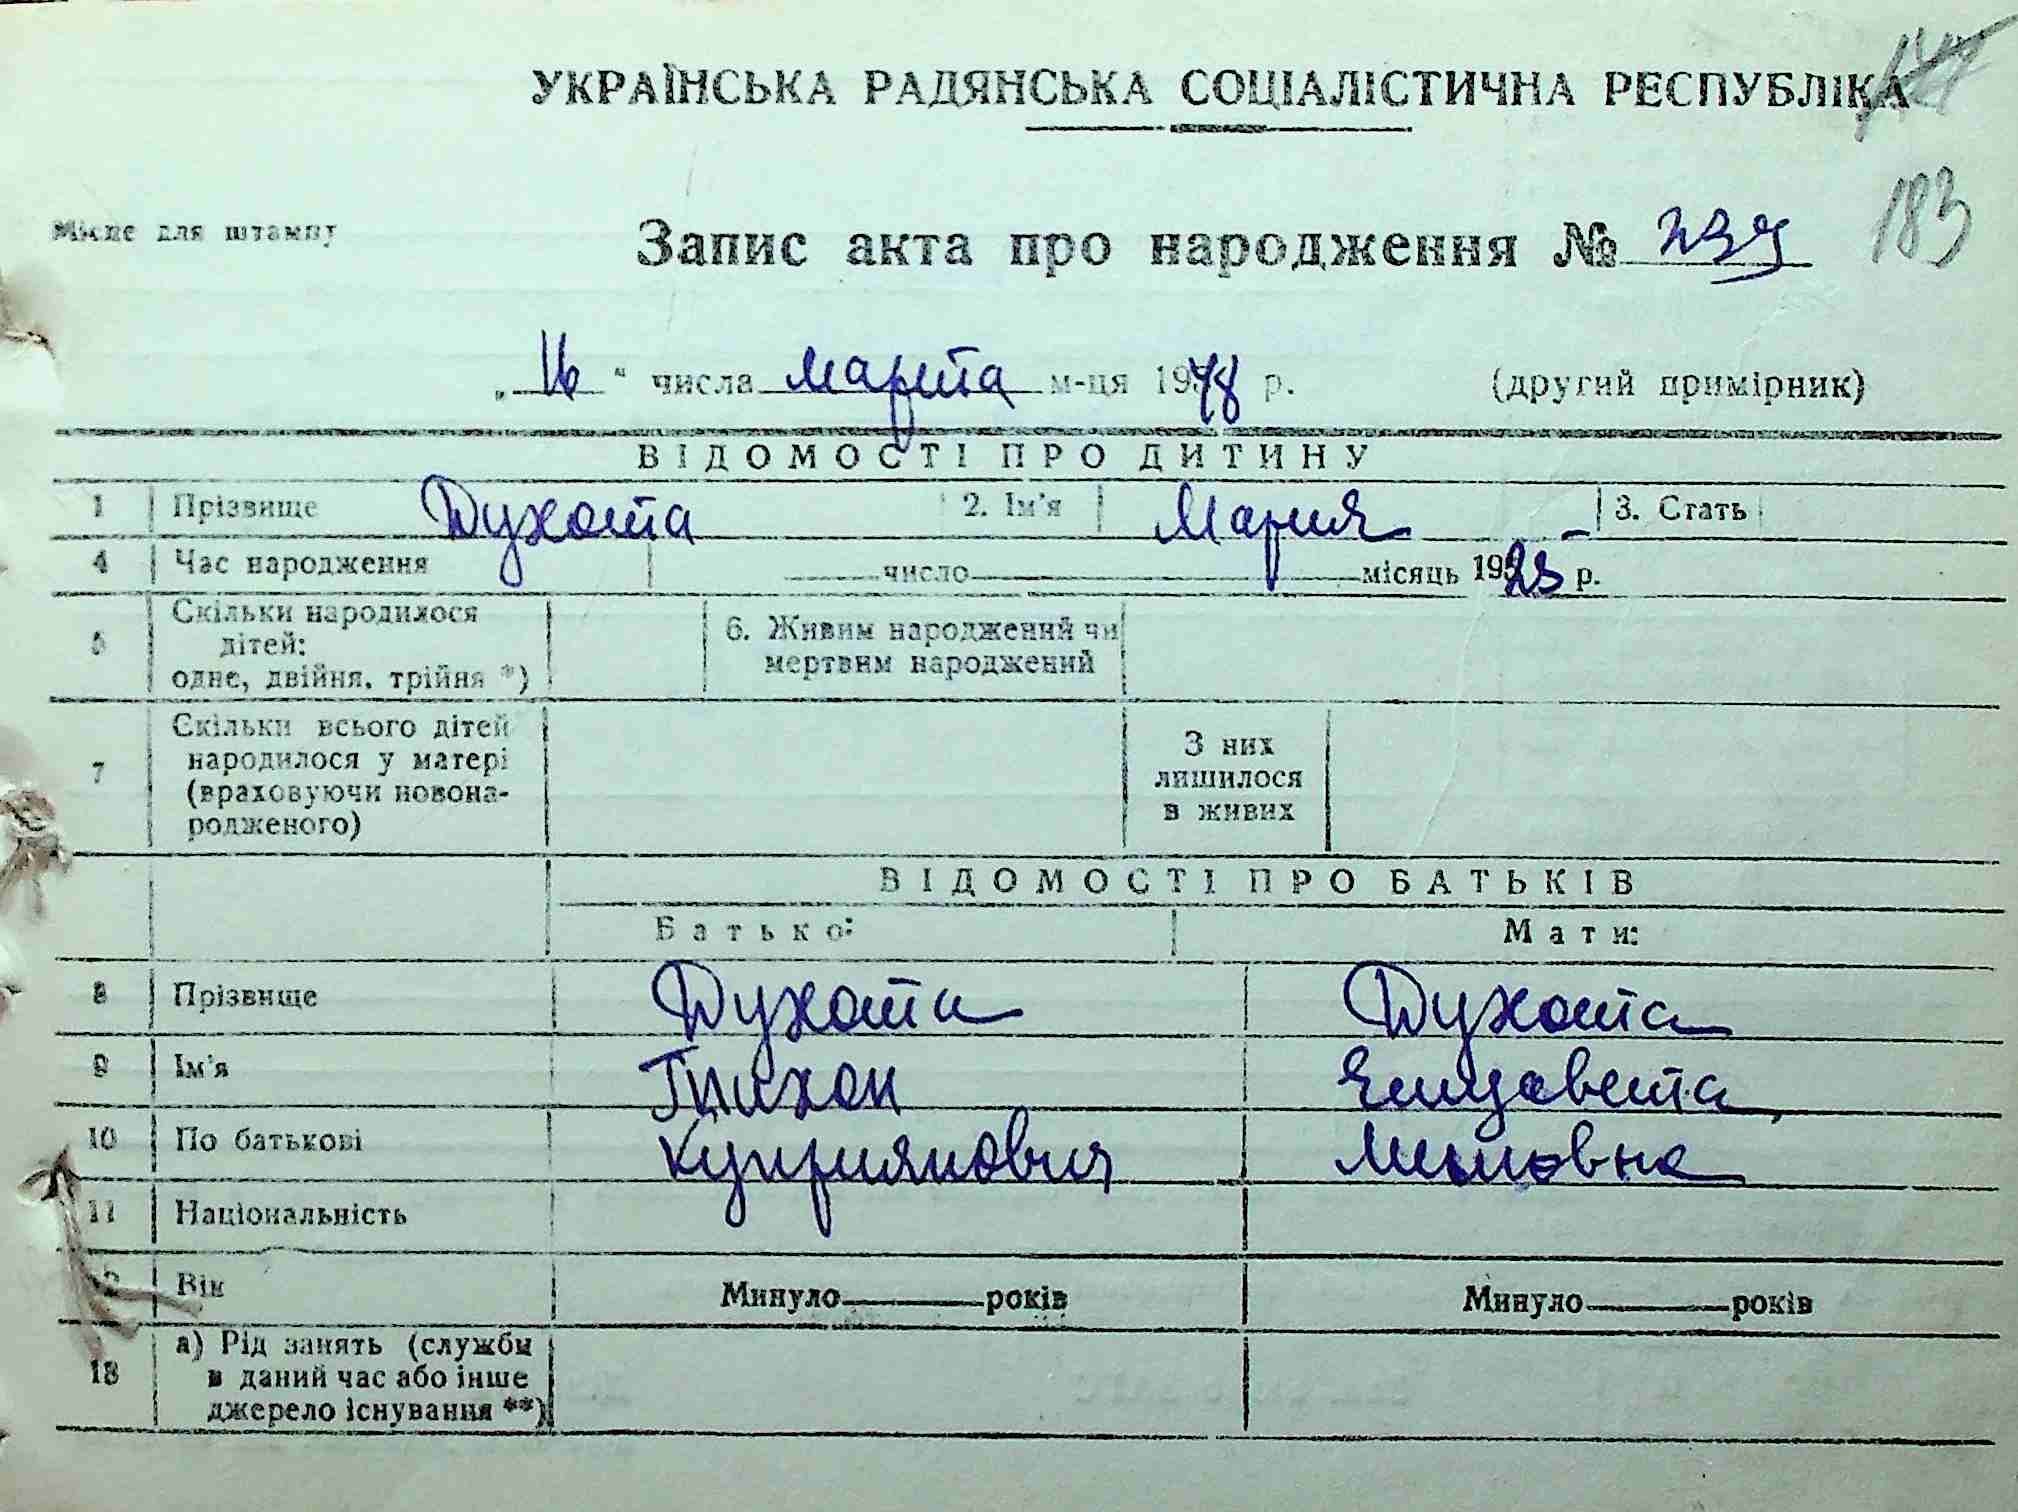 УКРАЇНСЬКА РАДЯНСЬКА СОЦІАЛІСТИЧНА РЕСПУБЛІКА
183
Місце для штампу
Запис акта про народження №
„16“ числа марта м-ця 1948 р. (другий примірник)
ВІДОМОСТІ ПРО ДИТИНУ
1 Прізвище Духота 2. Ім'я Мария 3. Стать
4 Час народження число місяць 1923 р.
5 Скільки народилося дітей: одне, двійня, трійня *) 6. Живим народжений чи мертвим народжений
7 Скільки всього дітей народилося у матері (враховуючи новона-родженого) З них лишилося в живих
ВІДОМОСТІ ПРО БАТЬКІВ
Батько: Мати:
8 Прізвище Духота Духота
9 Ім'я Тихон Елизавета
10 По батькові Куприянович
11 Національність
12 Вік Минуло років Минуло років
13 а) Рід занять (служби в даний час або інше джерело існування **)